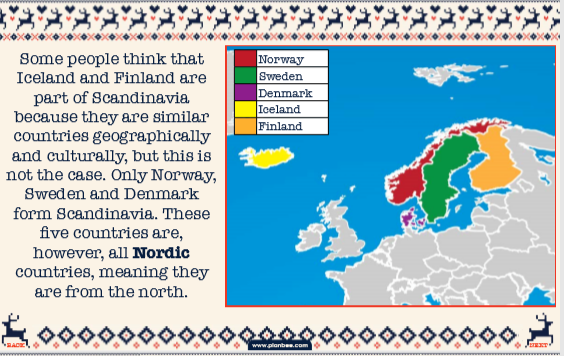 Some people think that
Iceland and Finland are
part of Scandinavia
because they are similar
countries geographically
and culturally, but this is
not the case. Only Norway,
Sweden and Denmark
form Scandinavia. These
five countries are,
however, all Nordic
countries, meaning they
are from the north.
Norway
Sweden
Denmark
Iceland
Finland
BACK
www.planbee.com
NEXT